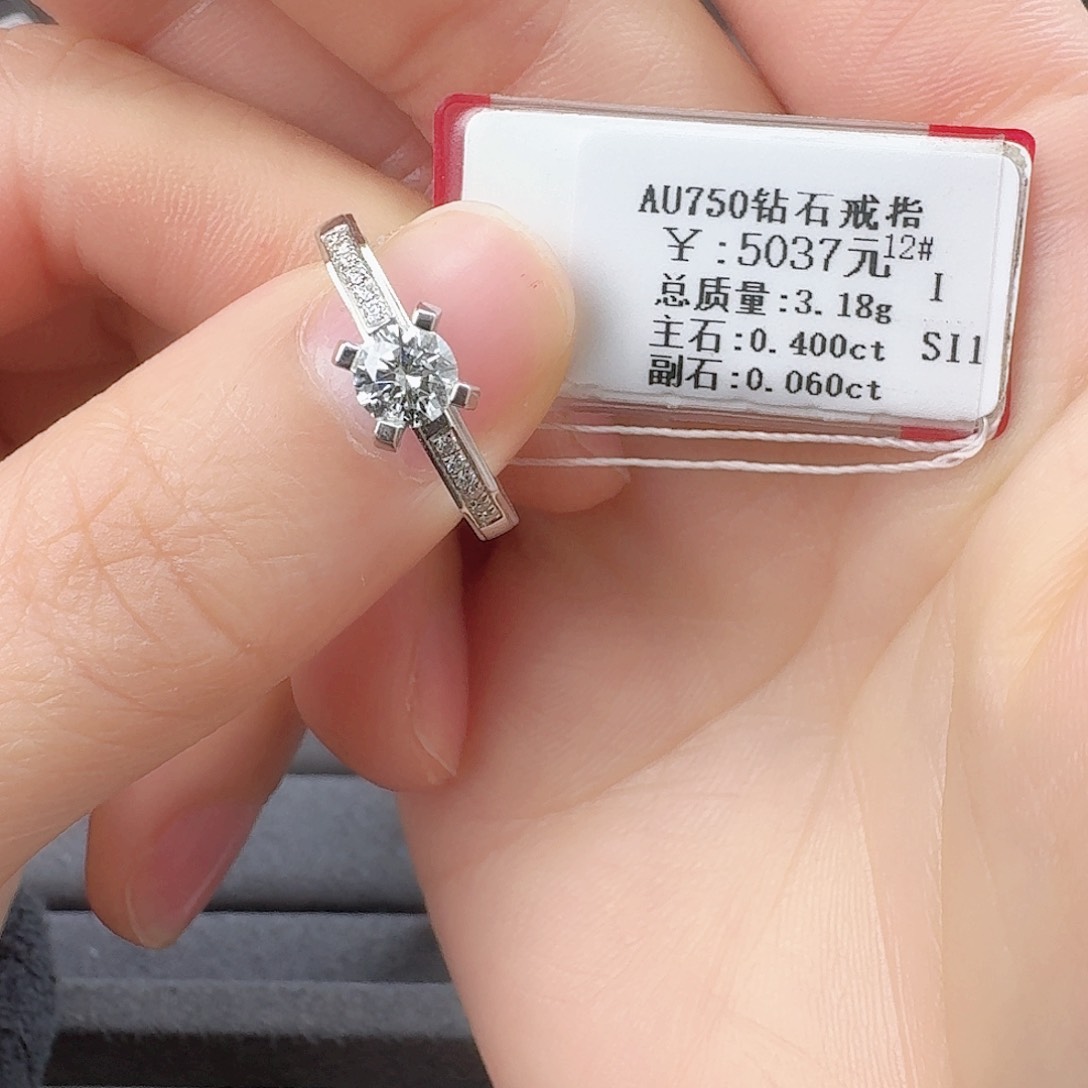 AU750钻石戒指
￥:5037元12#
I
总质量:3.18g
主石:0.400ct SI1
副石:0.060ct